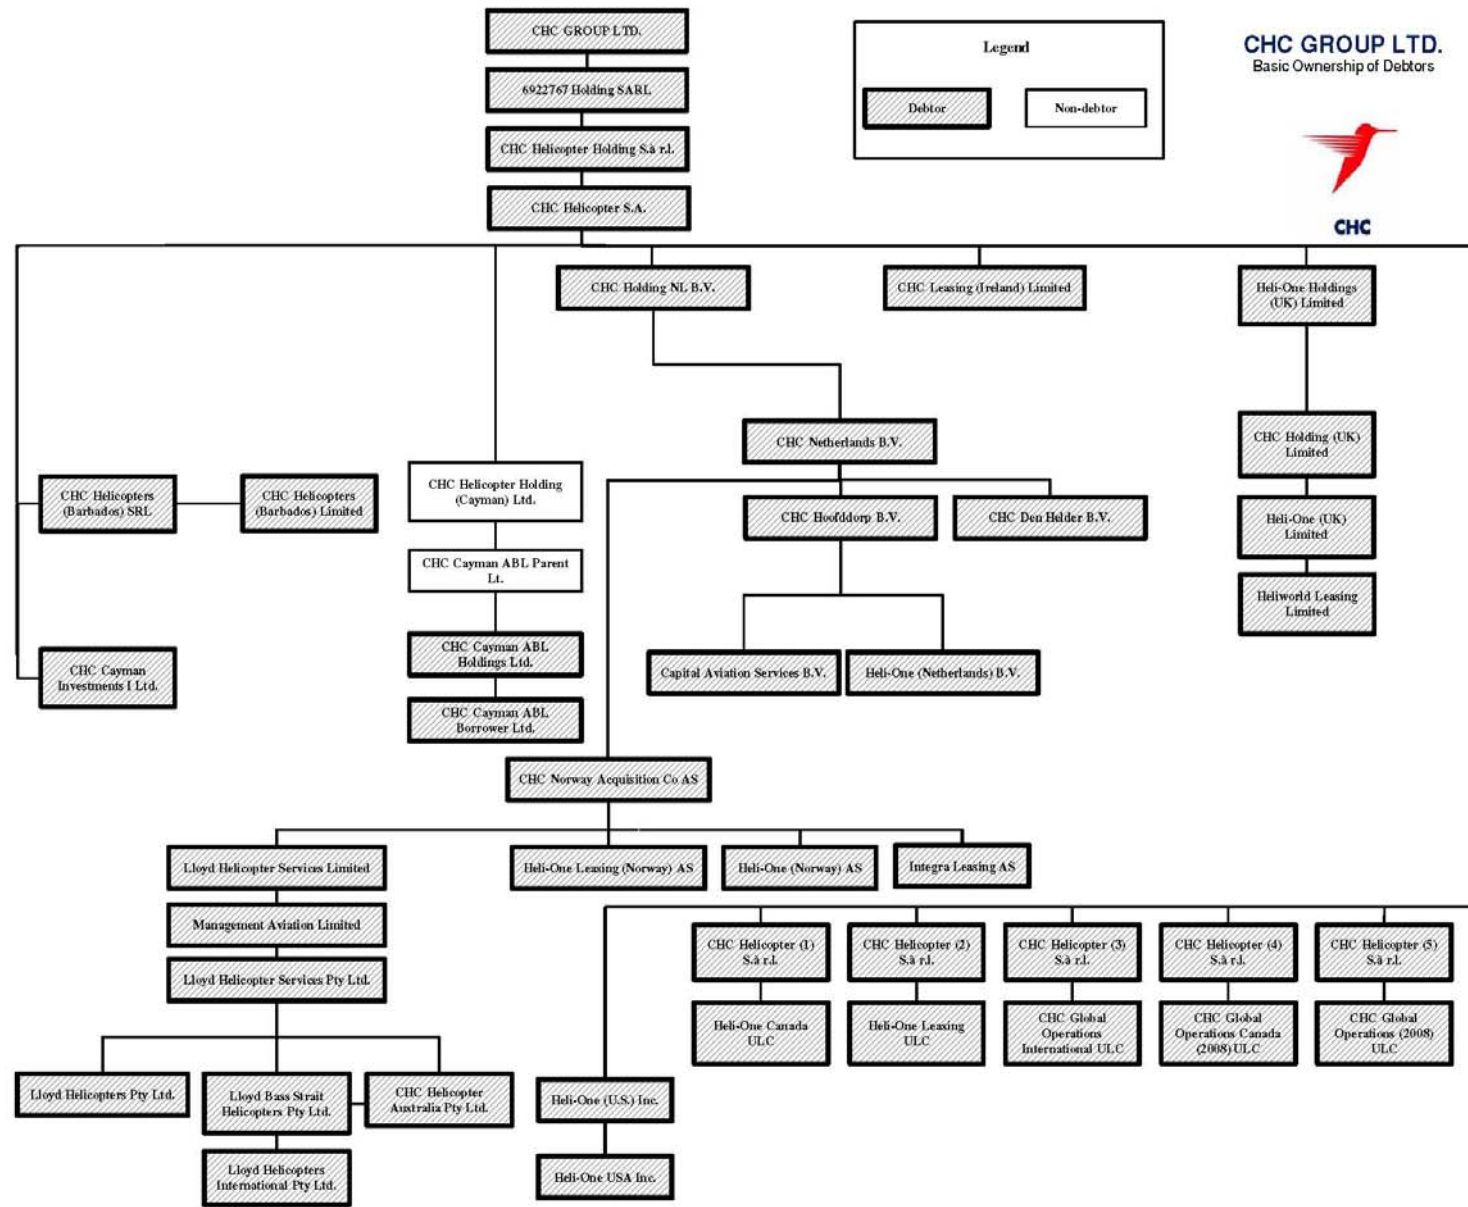 CHC GROUP LTD.
Legend
Debtor
Non-debtor
CHC GROUP LTD.
Basic Ownership of Debtors
CHC
6922767 Holding SARL
CHC Helicopter Holding S.à r.l.
CHC Helicopter S.A.
CHC Holding NL B.V.
CHC Leasing (Ireland) Limited
Heli-One Holdings
(UK) Limited
CHC Netherlands B.V.
CHC Holding (UK)
Limited
CHC Helicopters
(Barbados) SRL
CHC Helicopters
(Barbados) Limited
CHC Helicopter Holding
(Cayman) Ltd.
CHC Hoofddorp B.V.
CHC Den Helder B.V.
Heli-One (UK)
Limited
CHC Cayman ABL Parent
Lt.
Heliworld Leasing
Limited
CHC Cayman
Investments I Ltd.
CHC Cayman ABL
Holdings Ltd.
Capital Aviation Services B.V.
Heli-One (Netherlands) B.V.
CHC Cayman ABL
Borrower Ltd.
CHC Norway Acquisition Co AS
Lloyd Helicopter Services Limited
Heli-One Leasing (Norway) AS
Heli-One (Norway) AS
Integra Leasing AS
Management Aviation Limited
Lloyd Helicopter Services Pty Ltd.
CHC Helicopter (1)
S.à r.l.
CHC Helicopter (2)
S.à r.l.
CHC Helicopter (3)
S.à r.l.
CHC Helicopter (4)
S.à r.l.
CHC Helicopter (5)
S.à r.l.
Heli-One Canada
ULC
Heli-One Leasing
ULC
CHC Global
Operations
International ULC
CHC Global
Operations Canada
(2008) ULC
CHC Global
Operations (2008)
ULC
Lloyd Helicopters Pty Ltd.
Lloyd Bass Strait
Helicopters Pty Ltd.
CHC Helicopter
Australia Pty Ltd.
Heli-One (U.S.) Inc.
Lloyd Helicopters
International Pty Ltd.
Heli-One USA Inc.